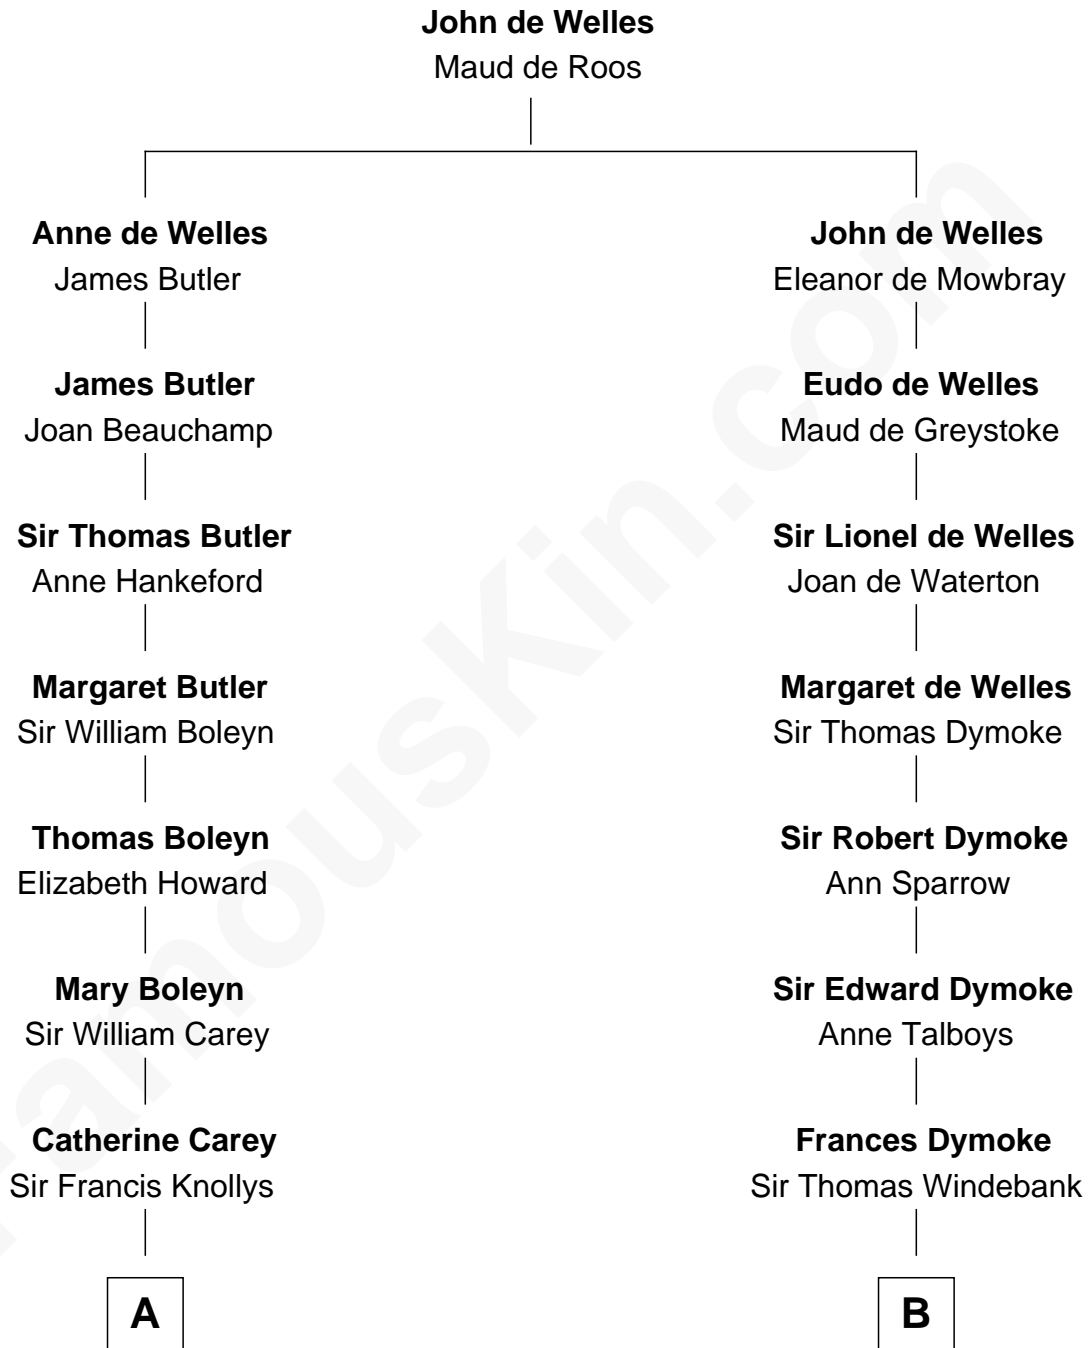 John de Welles
Maud de Roos
Anne de Welles
James Butler
John de Welles
Eleanor de Mowbray
James Butler
Joan Beauchamp
Eudo de Welles
Maud de Greystoke
Sir Thomas Butler
Anne Hankeford
Sir Lionel de Welles
Joan de Waterton
Margaret Butler
Sir William Boleyn
Margaret de Welles
Sir Thomas Dymoke
Thomas Boleyn
Elizabeth Howard
Sir Robert Dymoke
Ann Sparrow
Mary Boleyn
Sir William Carey
Sir Edward Dymoke
Anne Talboys
Catherine Carey
Sir Francis Knollys
Frances Dymoke
Sir Thomas Windebank
A
B
FamousKin.com